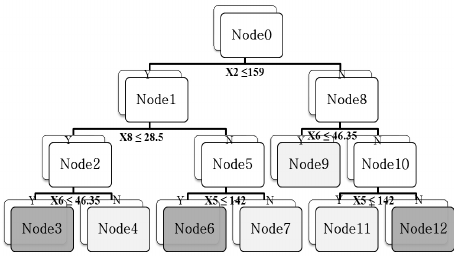 Node0
X2 ≤159
Y N
Node1 Node8
X8 ≤ 28.5 X6 ≤ 46.35
Y N Y N
Node2 Node5 Node9 Node10
X6 ≤ 46.35 X5 ≤ 142 X5 ≤ 142
Y N Y N Y N
Node3 Node4 Node6 Node7 Node11 Node12